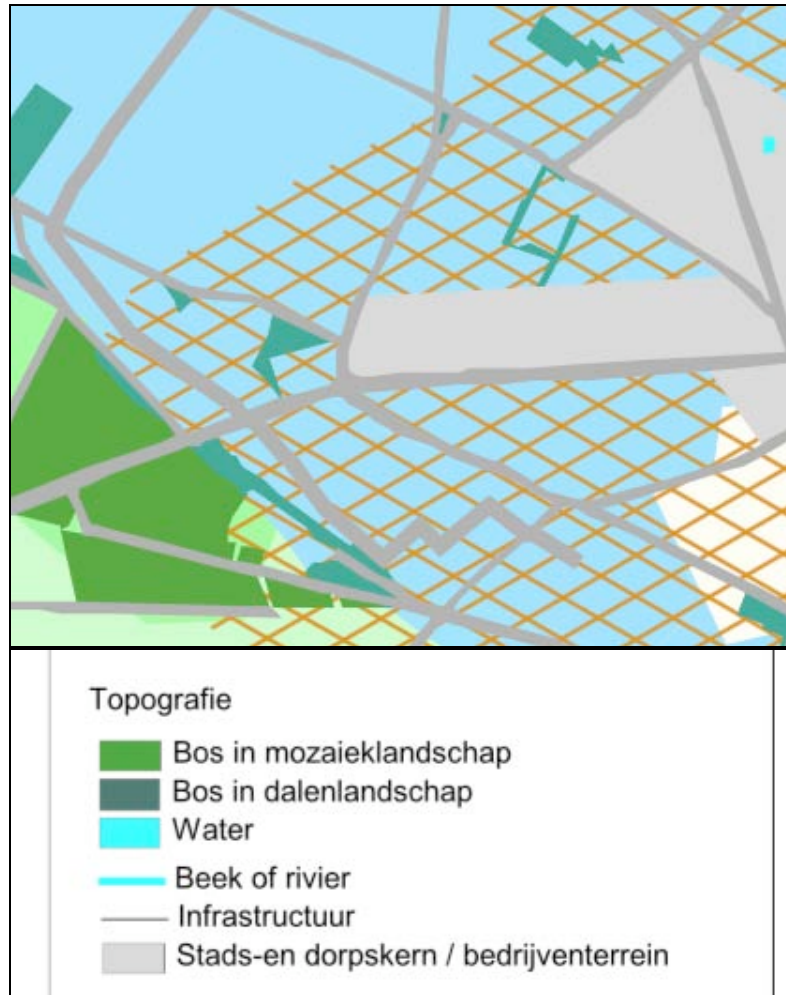 Topografie
Bos in mozaieklandschap
Bos in dalenlandschap
Water
Beek of rivier
Infrastructuur
Stads-en dorpskern / bedrijventerrein